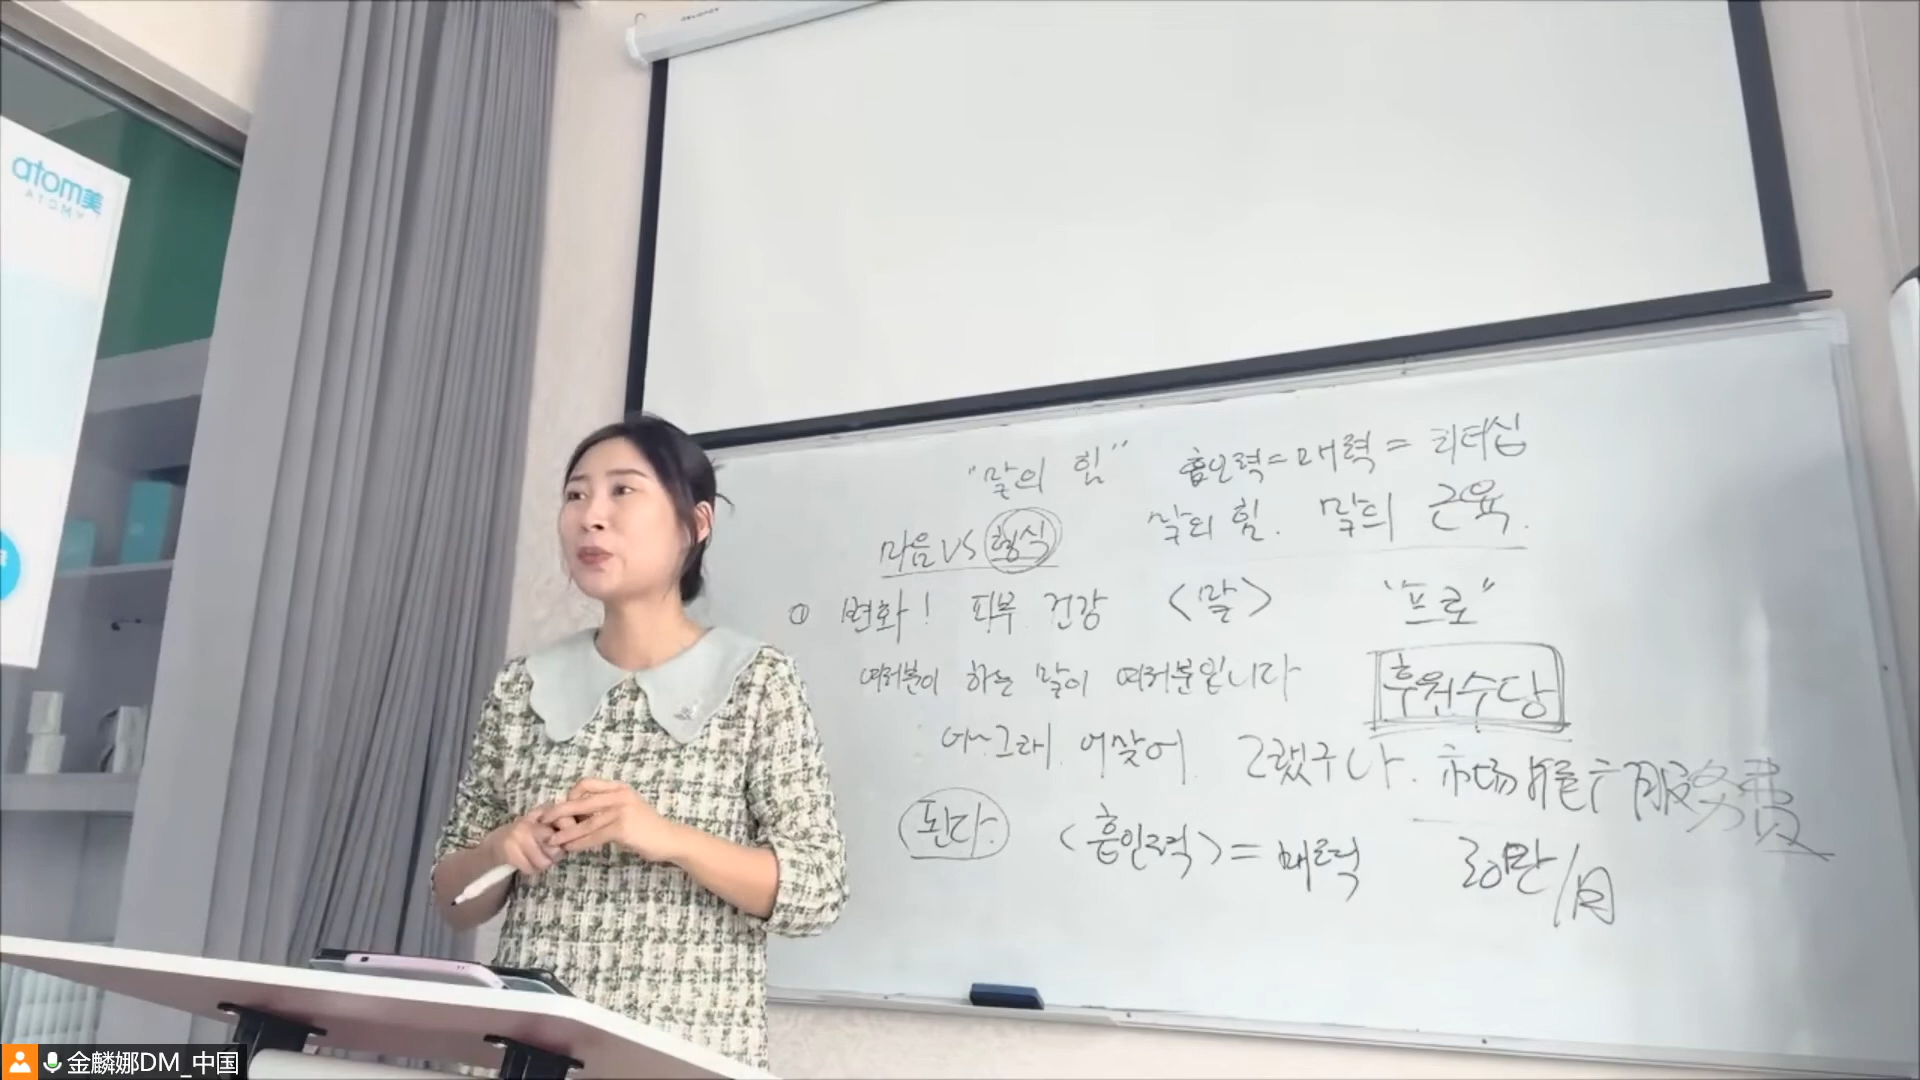 atom美
"말의 힘" 흡인력=매력=리더십
마음 VS 형식 말의 힘. 말의 근육.
① 변화! 피부 건강 <말> "프로"
여러분이 하는 말이 여러분입니다 후원수당
아~그래. 어쩜어. 그랬구나. 市场推广服务费
된다. <흡인력>=매력 30만/月
金麟娜DM_中国